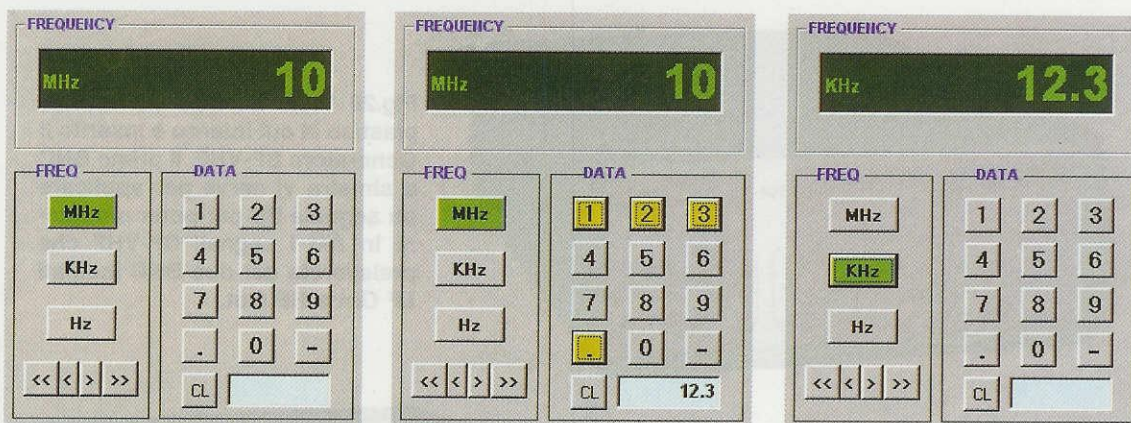 FREQUENCY
MHz 10
FREQ
MHz
KHz
Hz
<< < > >>
DATA
1 2 3
4 5 6
7 8 9
. 0 -
CL
FREQUENCY
MHz 10
FREQ
MHz
KHz
Hz
<< < > >>
DATA
1 2 3
4 5 6
7 8 9
. 0 -
CL 12.3
FREQUENCY
KHz 12.3
FREQ
MHz
KHz
Hz
<< < > >>
DATA
1 2 3
4 5 6
7 8 9
. 0 -
CL